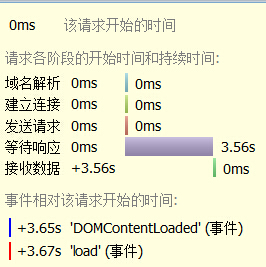 0ms 该请求开始的时间
请求各阶段的开始时间和持续时间:
域名解析 0ms 0ms
建立连接 0ms 0ms
发送请求 0ms 0ms
等待响应 0ms 3.56s
接收数据 +3.56s 0ms
事件相对该请求开始的时间:
+3.65s 'DOMContentLoaded' (事件)
+3.67s 'load' (事件)